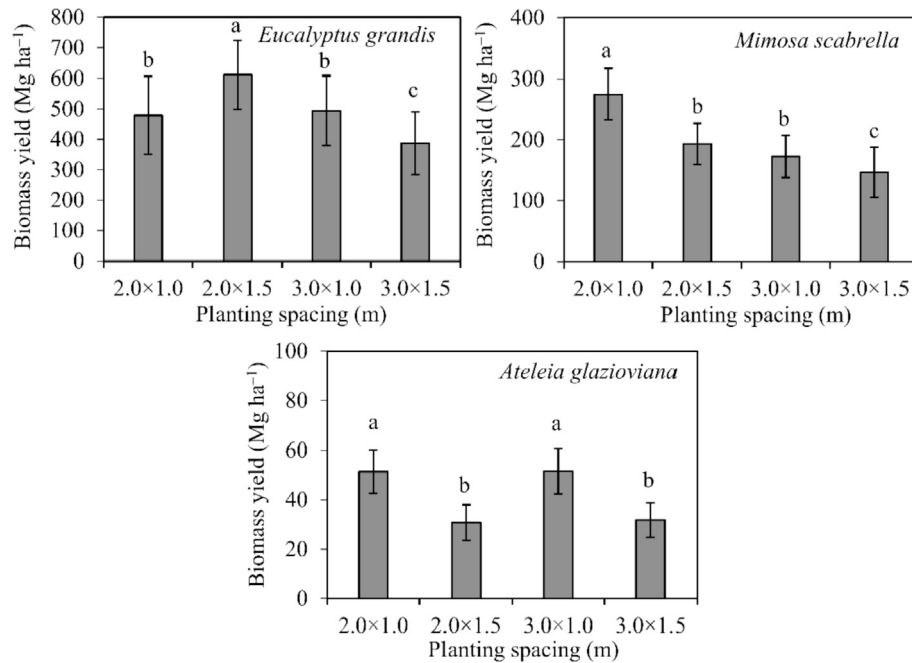 Biomass yield (Mg ha⁻¹)
800
700
600
500
400
300
200
100
0
Eucalyptus grandis
b
a
b
c
2.0×1.0
2.0×1.5
3.0×1.0
3.0×1.5
Planting spacing (m)
Biomass yield (Mg ha⁻¹)
400
300
200
100
0
Mimosa scabrella
a
b
b
c
2.0×1.0
2.0×1.5
3.0×1.0
3.0×1.5
Planting spacing (m)
Biomass yield (Mg ha⁻¹)
100
80
60
40
20
0
Ateleia glazioviana
a
b
a
b
2.0×1.0
2.0×1.5
3.0×1.0
3.0×1.5
Planting spacing (m)